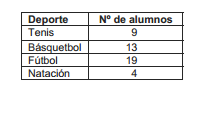 Deporte Nº de alumnos
Tenis 9
Básquetbol 13
Fútbol 19
Natación 4